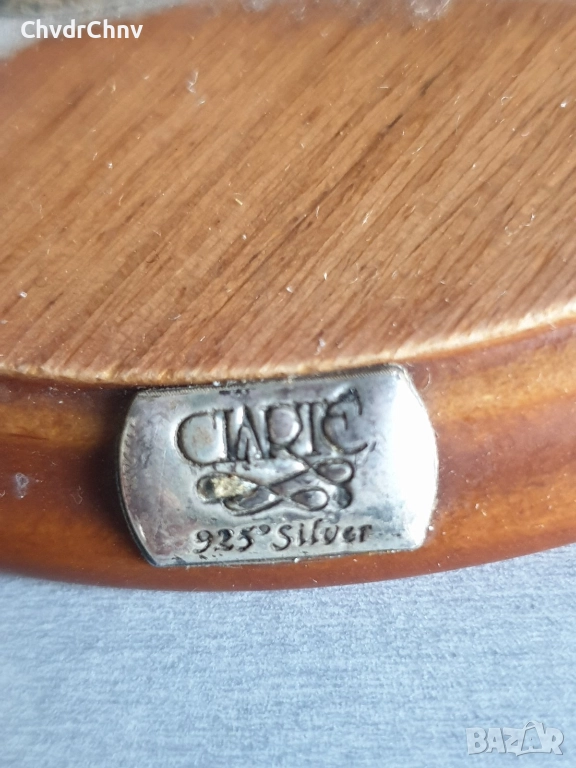 ChvdrChnv
CLARTÉ
925° Silver
BAZAR